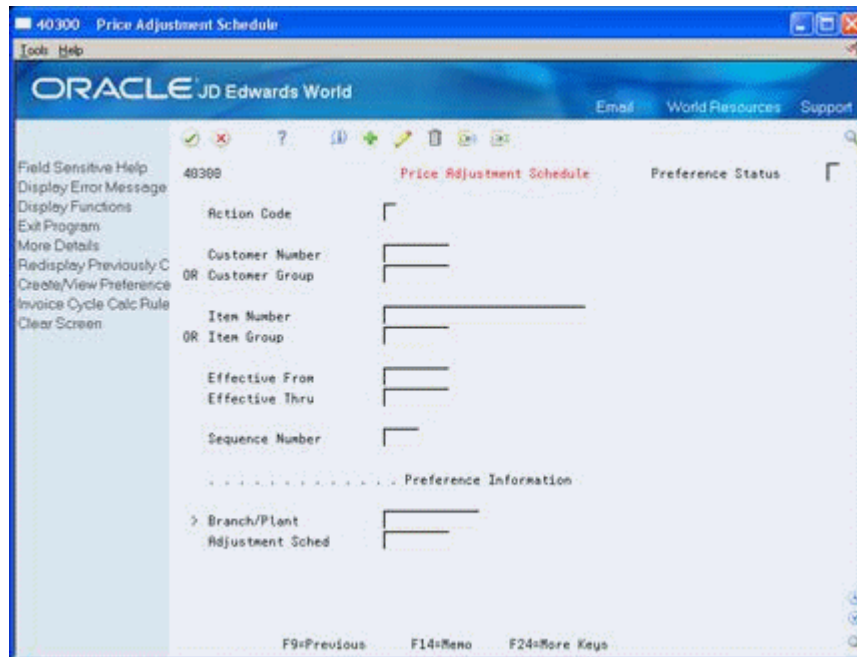 40300 Price Adjustment Schedule
Tools Help
ORACLE JD Edwards World
Email World Resources Support
Field Sensitive Help
Display Error Message
Display Functions
Exit Program
More Details
Redisplay Previously C
Create/View Preference
Invoice Cycle Calc Rule
Clear Screen
40300 Price Adjustment Schedule Preference Status
Action Code
Customer Number
OR Customer Group
Item Number
OR Item Group
Effective From
Effective Thru
Sequence Number
. . . . . . . . . . . . . Preference Information
> Branch/Plant
Adjustment Sched
F9=Previous F14=Memo F24=More Keys